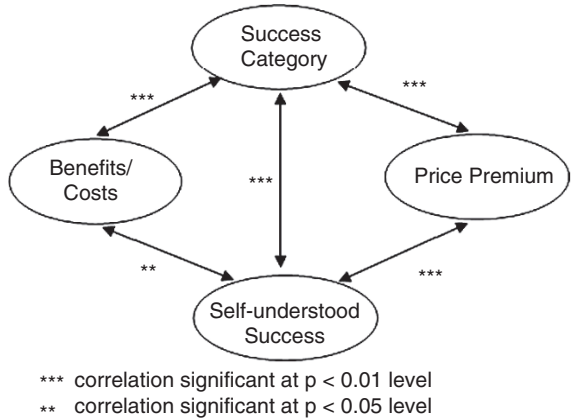 Success
Category
***
***
Benefits/
Costs
***
Price Premium
**
***
Self-understood
Success
*** correlation significant at p < 0.01 level
** correlation significant at p < 0.05 level